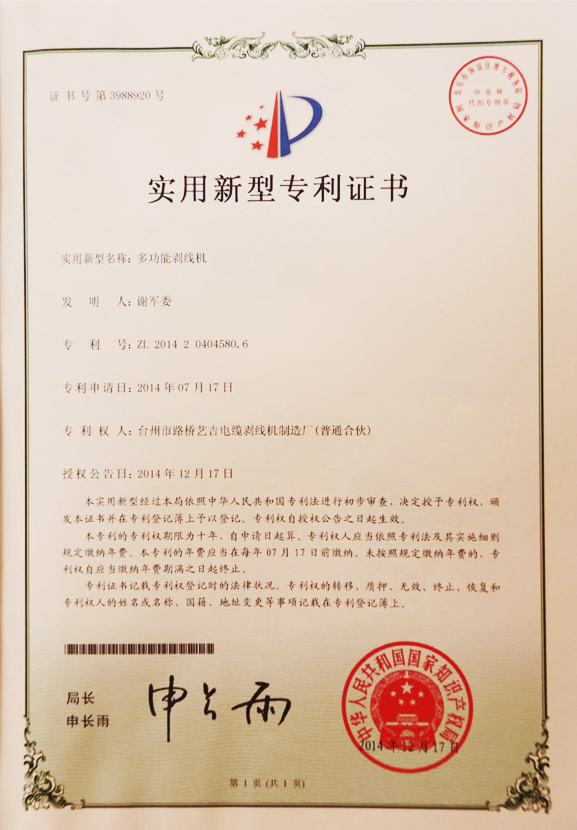 证书号第3988920号
印花税
代扣专用章
国家知识产权局
实用新型专利证书
实用新型名称：多功能剥线机
发明人：谢军委
专利号：ZL 2014 2 0404580.6
专利申请日：2014年07月17日
专利权人：台州市路桥艺吉电缆剥线机制造厂(普通合伙)
授权公告日：2014年12月17日
本实用新型经过本局依照中华人民共和国专利法进行初步审查，决定授予专利权，颁
发本证书并在专利登记簿上予以登记。专利权自授权公告之日起生效。
本专利的专利权期限为十年，自申请日起算。专利权人应当依照专利法及其实施细则
规定缴纳年费。本专利的年费应当在每年07月17日前缴纳。未按照规定缴纳年费的，专
利权自应当缴纳年费期满之日起终止。
专利证书记载专利权登记时的法律状况。专利权的转移、质押、无效、终止、恢复和
专利权人的姓名或名称、国籍、地址变更等事项记载在专利登记簿上。
局长
申长雨
申长雨
中华人民共和国国家知识产权局
2014年12月17日
第1页(共1页)